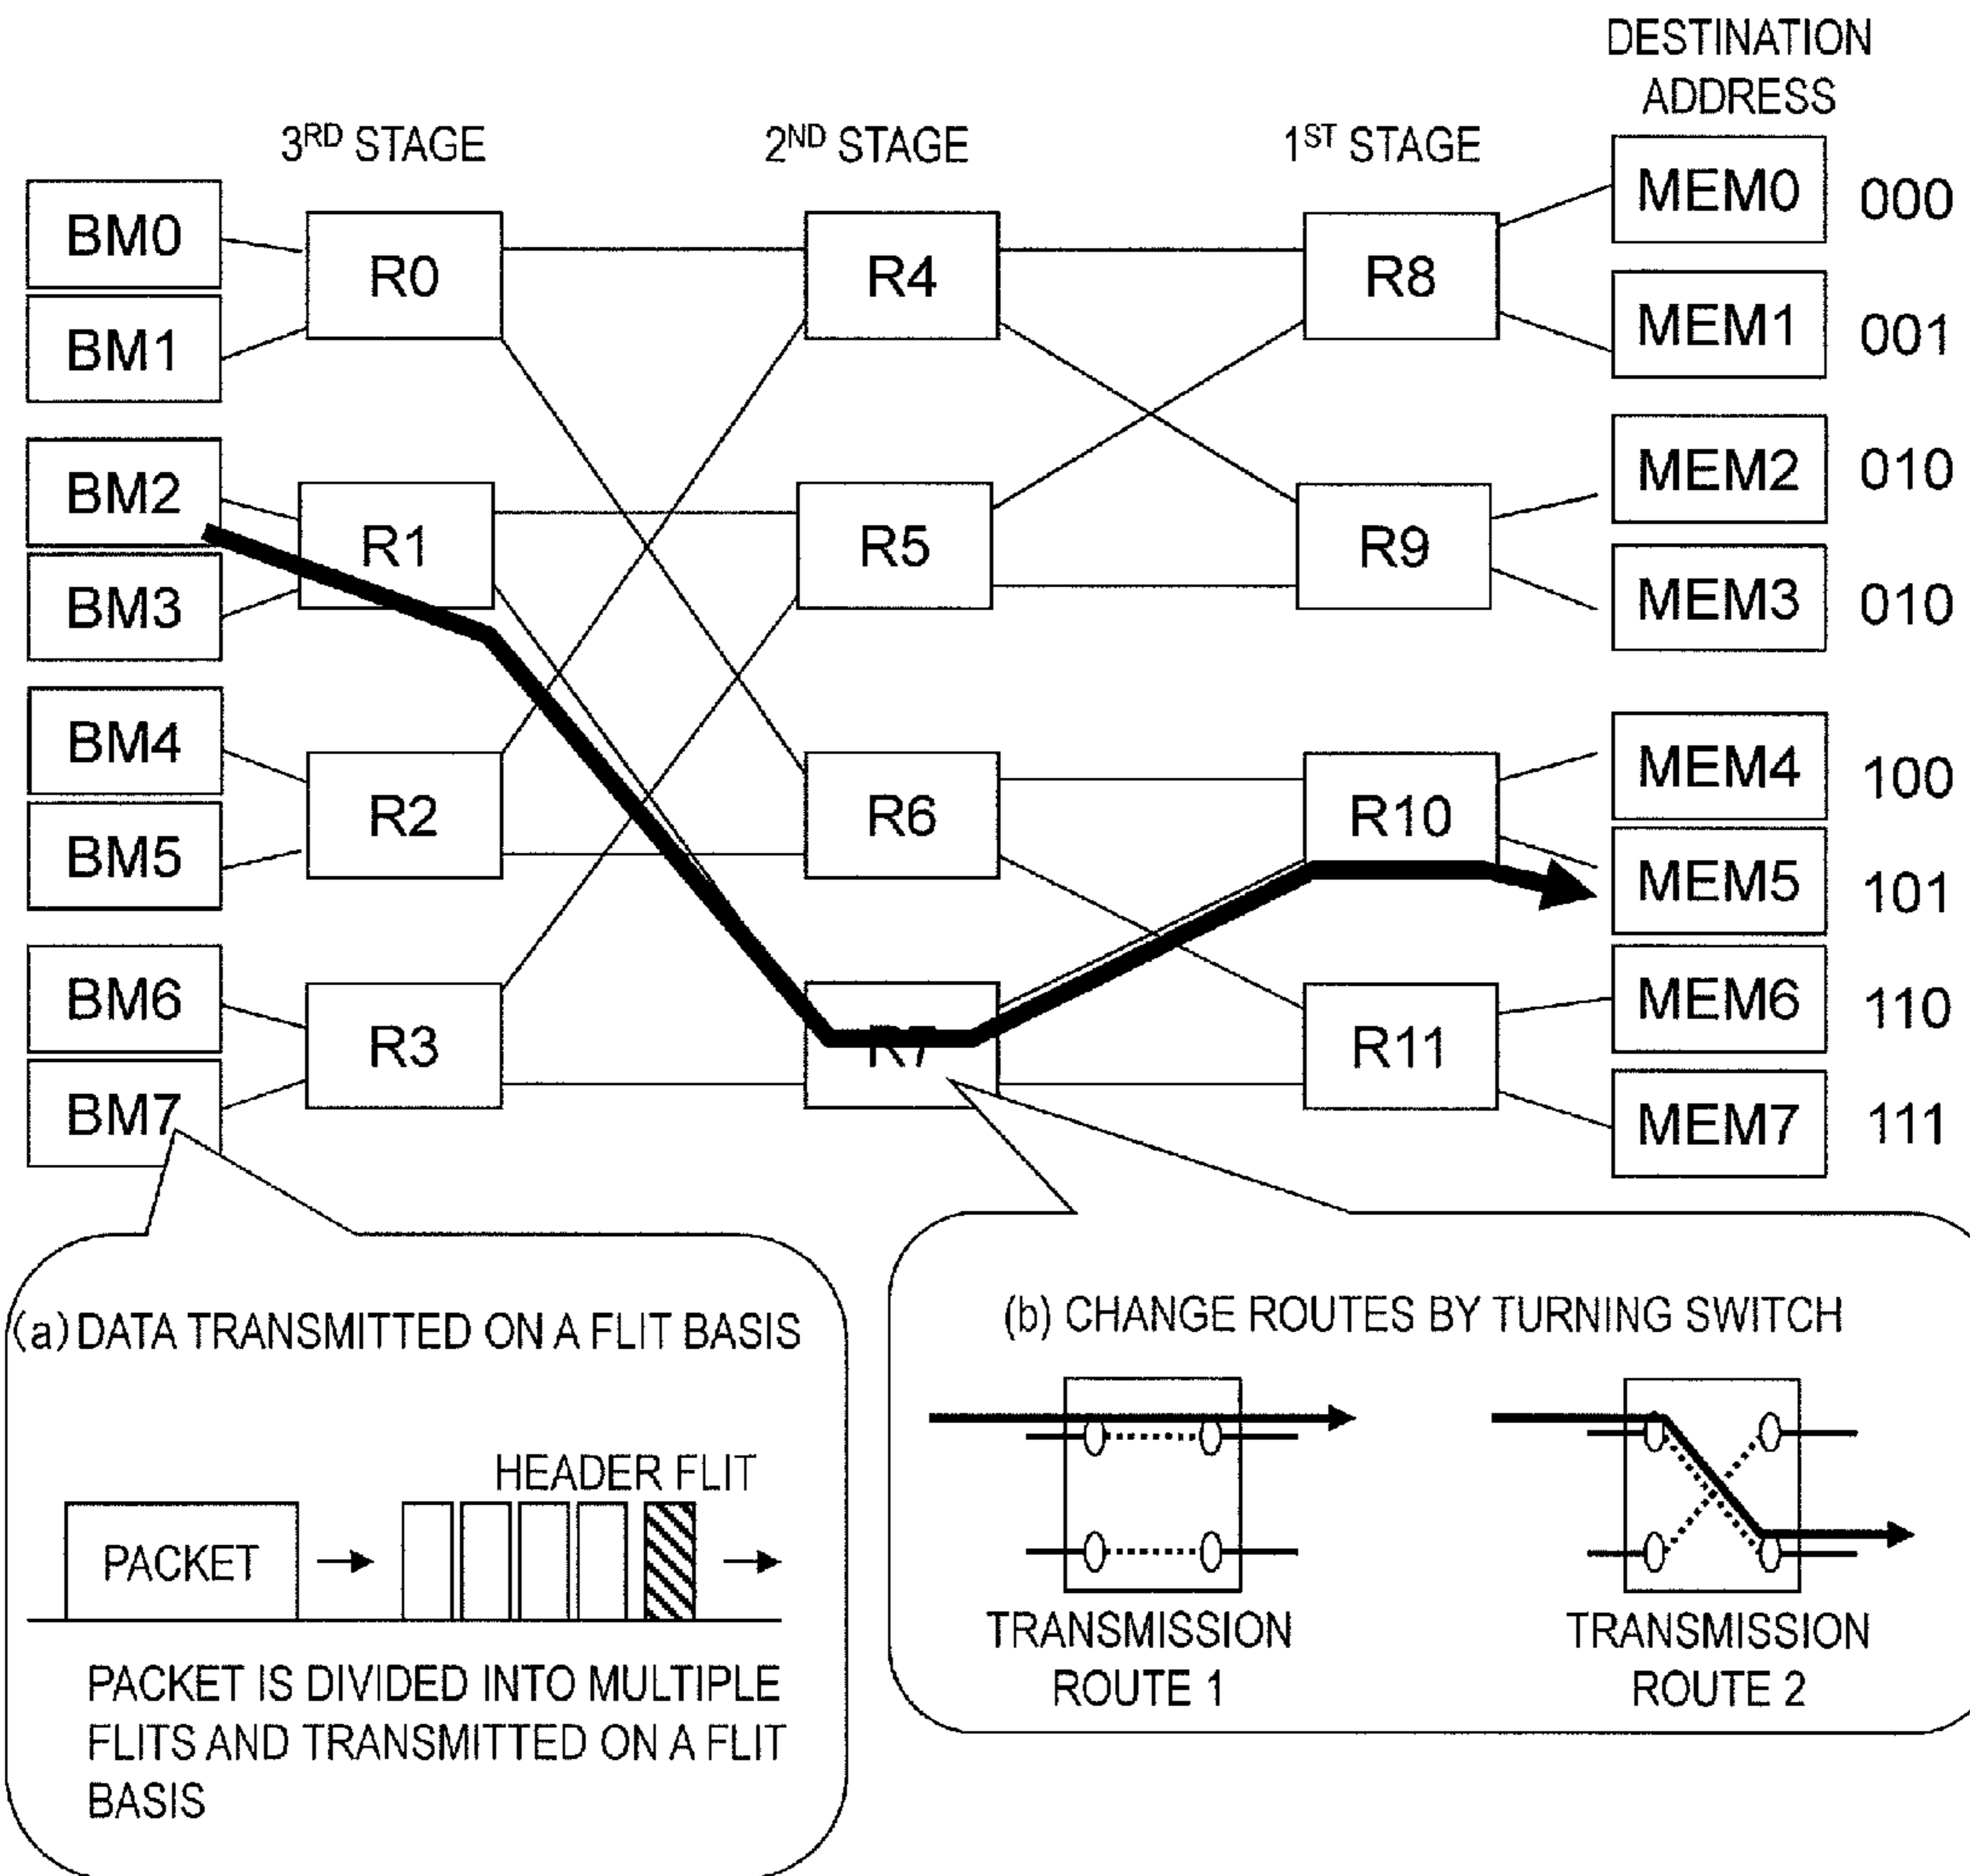 DESTINATION
ADDRESS
3RD STAGE 2ND STAGE 1ST STAGE
BM0 R0 R4 R8 MEM0 000
BM1 MEM1 001
BM2 R1 R5 R9 MEM2 010
BM3 MEM3 010
BM4 R2 R6 R10 MEM4 100
BM5 MEM5 101
BM6 R3 R7 R11 MEM6 110
BM7 MEM7 111
(a) DATA TRANSMITTED ON A FLIT BASIS
HEADER FLIT
PACKET
PACKET IS DIVIDED INTO MULTIPLE
FLITS AND TRANSMITTED ON A FLIT
BASIS
(b) CHANGE ROUTES BY TURNING SWITCH
TRANSMISSION
ROUTE 1
TRANSMISSION
ROUTE 2